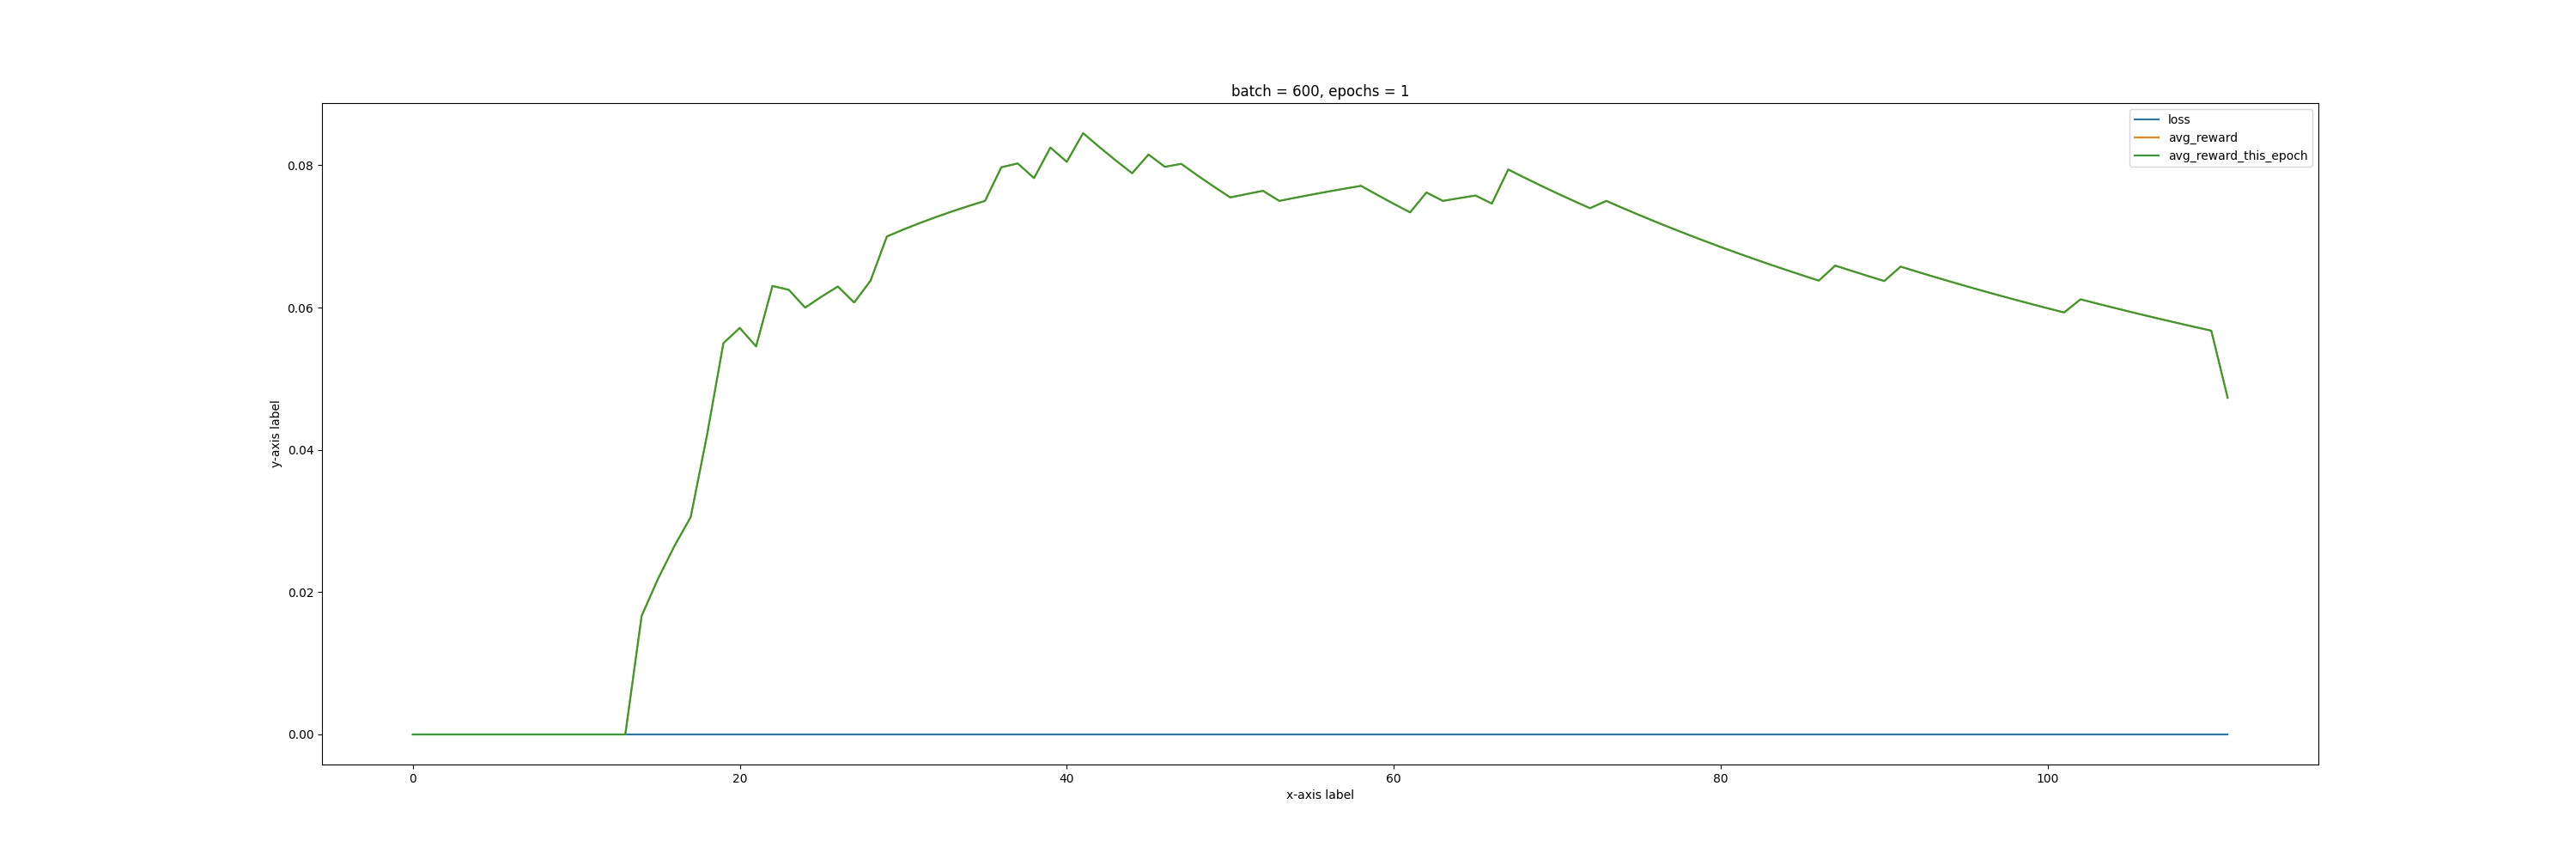 batch = 600, epochs = 1
loss
avg_reward
avg_reward_this_epoch
0.08
0.06
0.04
0.02
0.00
y-axis label
0 20 40 60 80 100
x-axis label